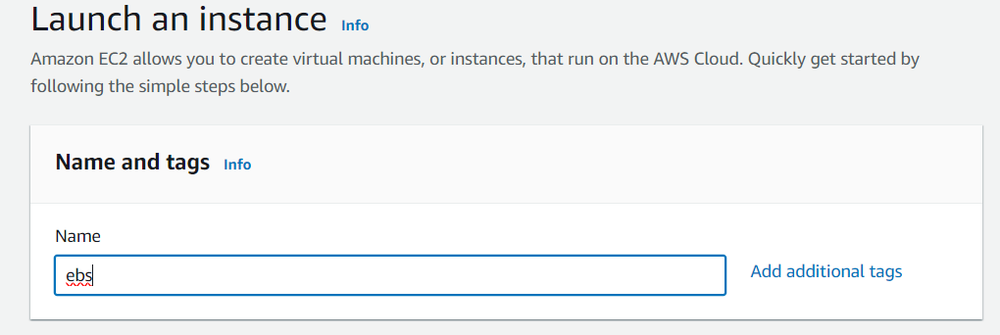 Launch an instance Info
Amazon EC2 allows you to create virtual machines, or instances, that run on the AWS Cloud. Quickly get started by
following the simple steps below.
Name and tags Info
Name
ebs
Add additional tags